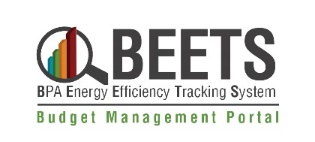 BEETS
BPA Energy Efficiency Tracking System
Budget Management Portal